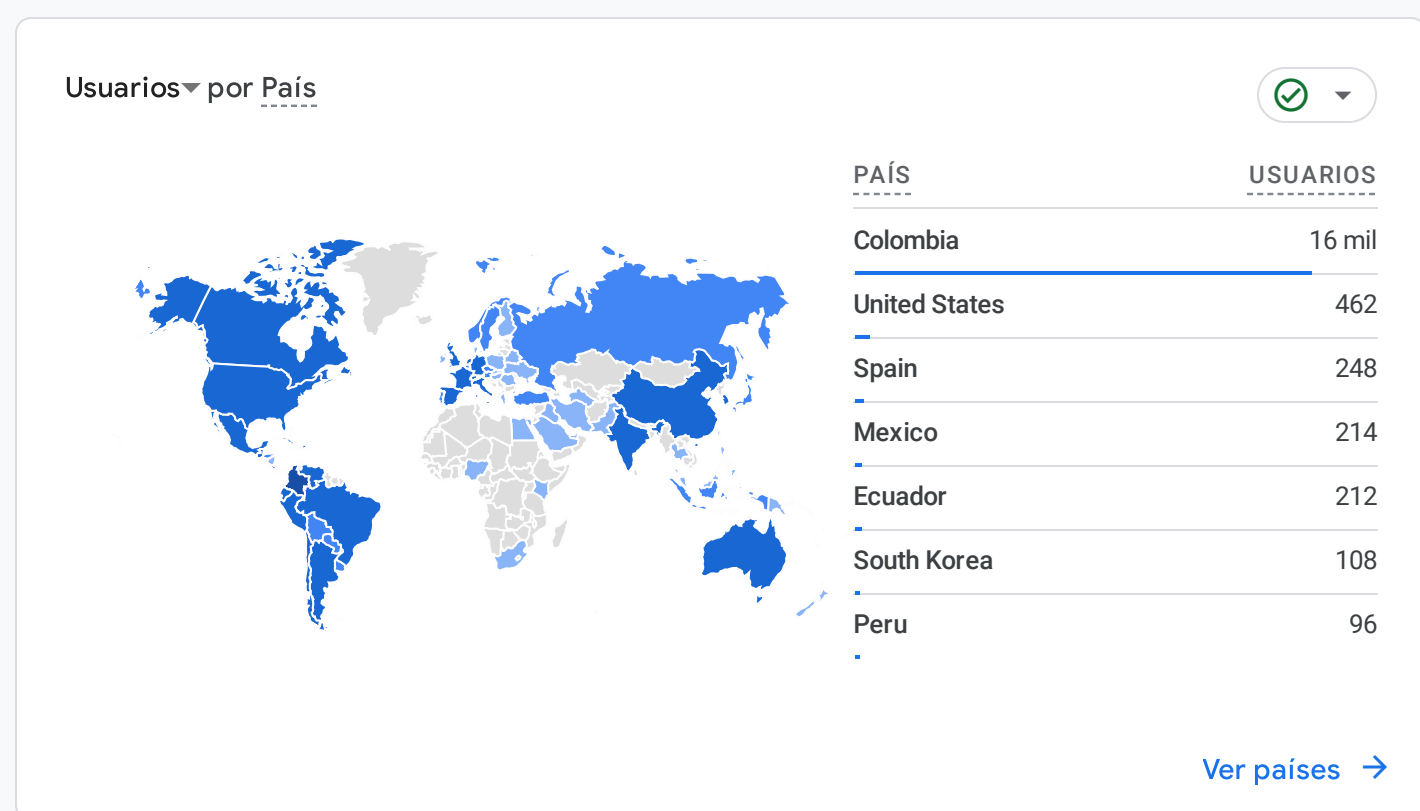 Usuarios por País
PAÍS USUARIOS
Colombia 16 mil
United States 462
Spain 248
Mexico 214
Ecuador 212
South Korea 108
Peru 96
Ver países